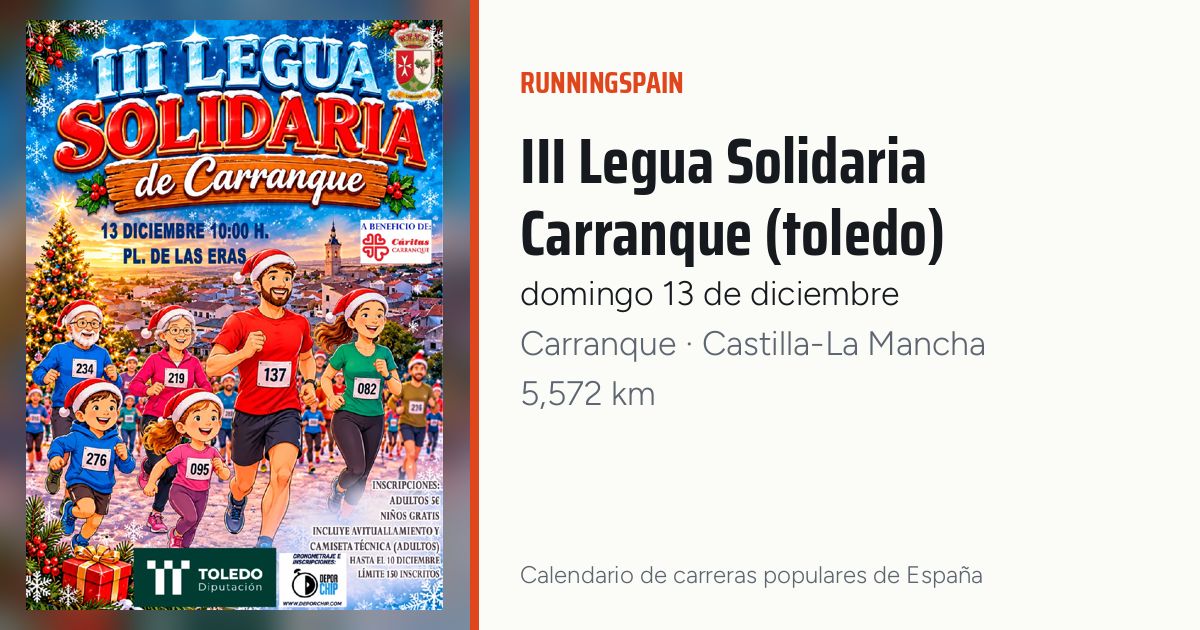 III LEGUA
SOLIDARIA
de Carranque
13 DICIEMBRE 10:00 H.
PL. DE LAS ERAS
A BENEFICIO DE:
Cáritas
CARRANQUE
234
219
137
082
276
095
216
INSCRIPCIONES:
ADULTOS 5€
NIÑOS GRATIS
INCLUYE AVITUALLAMIENTO Y
CAMISETA TÉCNICA (ADULTOS)
HASTA EL 10 DICIEMBRE
LÍMITE 150 INSCRITOS
TOLEDO
Diputación
CRONOMETRAJE E
INSCRIPCIONES:
DEPOR
CHIP
WWW.DEPORCHIP.COM
RUNNINGSPAIN
III Legua Solidaria
Carranque (toledo)
domingo 13 de diciembre
Carranque · Castilla-La Mancha
5,572 km
Calendario de carreras populares de España